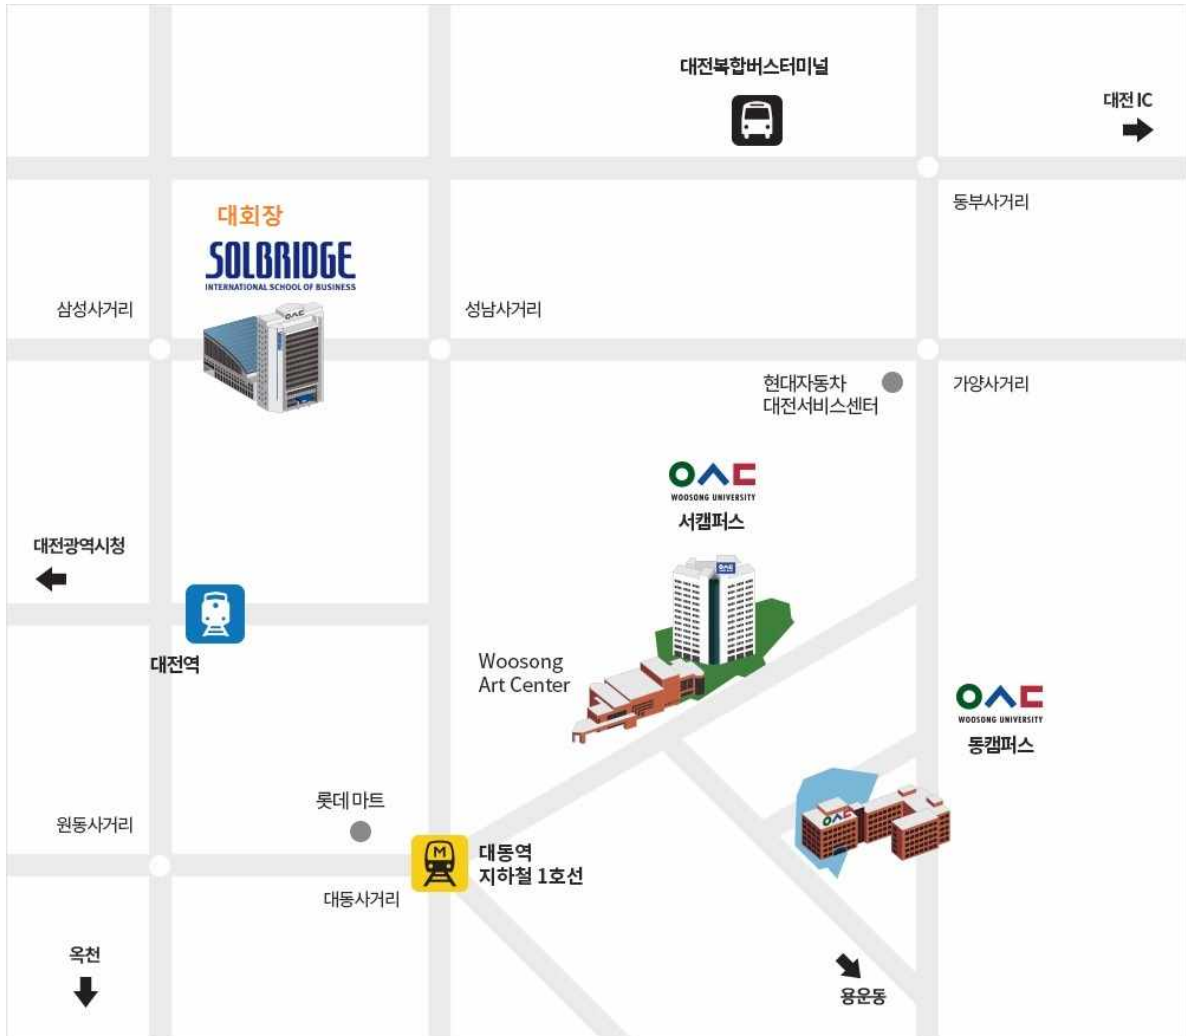 대전복합버스터미널
대전 IC
동부사거리
대회장
SOLBRIDGE
INTERNATIONAL SCHOOL OF BUSINESS
삼성사거리
성남사거리
현대자동차
대전서비스센터
가양사거리
WOOSONG UNIVERSITY
서캠퍼스
대전광역시청
대전역
Woosong
Art Center
WOOSONG UNIVERSITY
동캠퍼스
롯데 마트
원동사거리
M
대동역
지하철 1호선
대동사거리
옥천
용운동